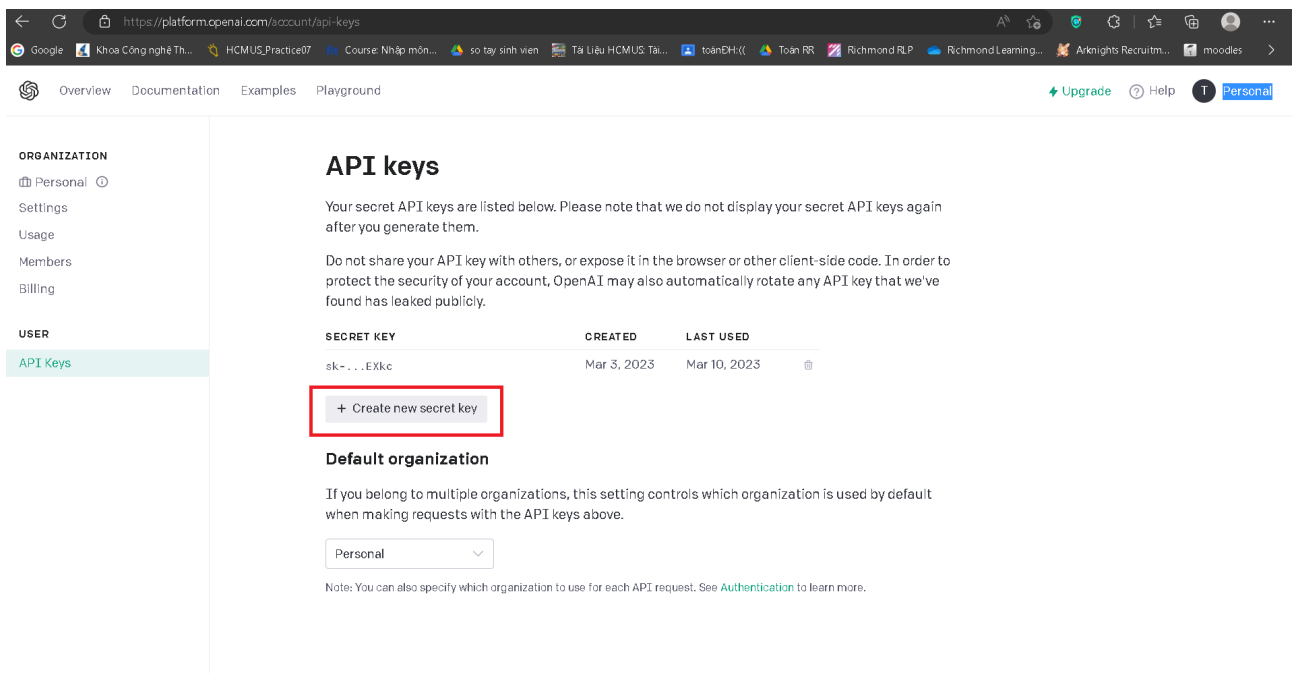 https://platform.openai.com/account/api-keys
Google Khoa Công nghệ Th... HCMUS_Practice07 Course: Nhập môn... so tay sinh vien Tài Liệu HCMUS: Tài... toánĐH:(( Toán RR Richmond RLP Richmond Learning... Arknights Recruitm... moodles
Overview Documentation Examples Playground Upgrade Help T Personal
ORGANIZATION
Personal
Settings
Usage
Members
Billing
USER
API Keys
API keys
Your secret API keys are listed below. Please note that we do not display your secret API keys again
after you generate them.
Do not share your API key with others, or expose it in the browser or other client-side code. In order to
protect the security of your account, OpenAI may also automatically rotate any API key that we've
found has leaked publicly.
SECRET KEY CREATED LAST USED
sk-...EXkc Mar 3, 2023 Mar 10, 2023
+ Create new secret key
Default organization
If you belong to multiple organizations, this setting controls which organization is used by default
when making requests with the API keys above.
Personal
Note: You can also specify which organization to use for each API request. See Authentication to learn more.